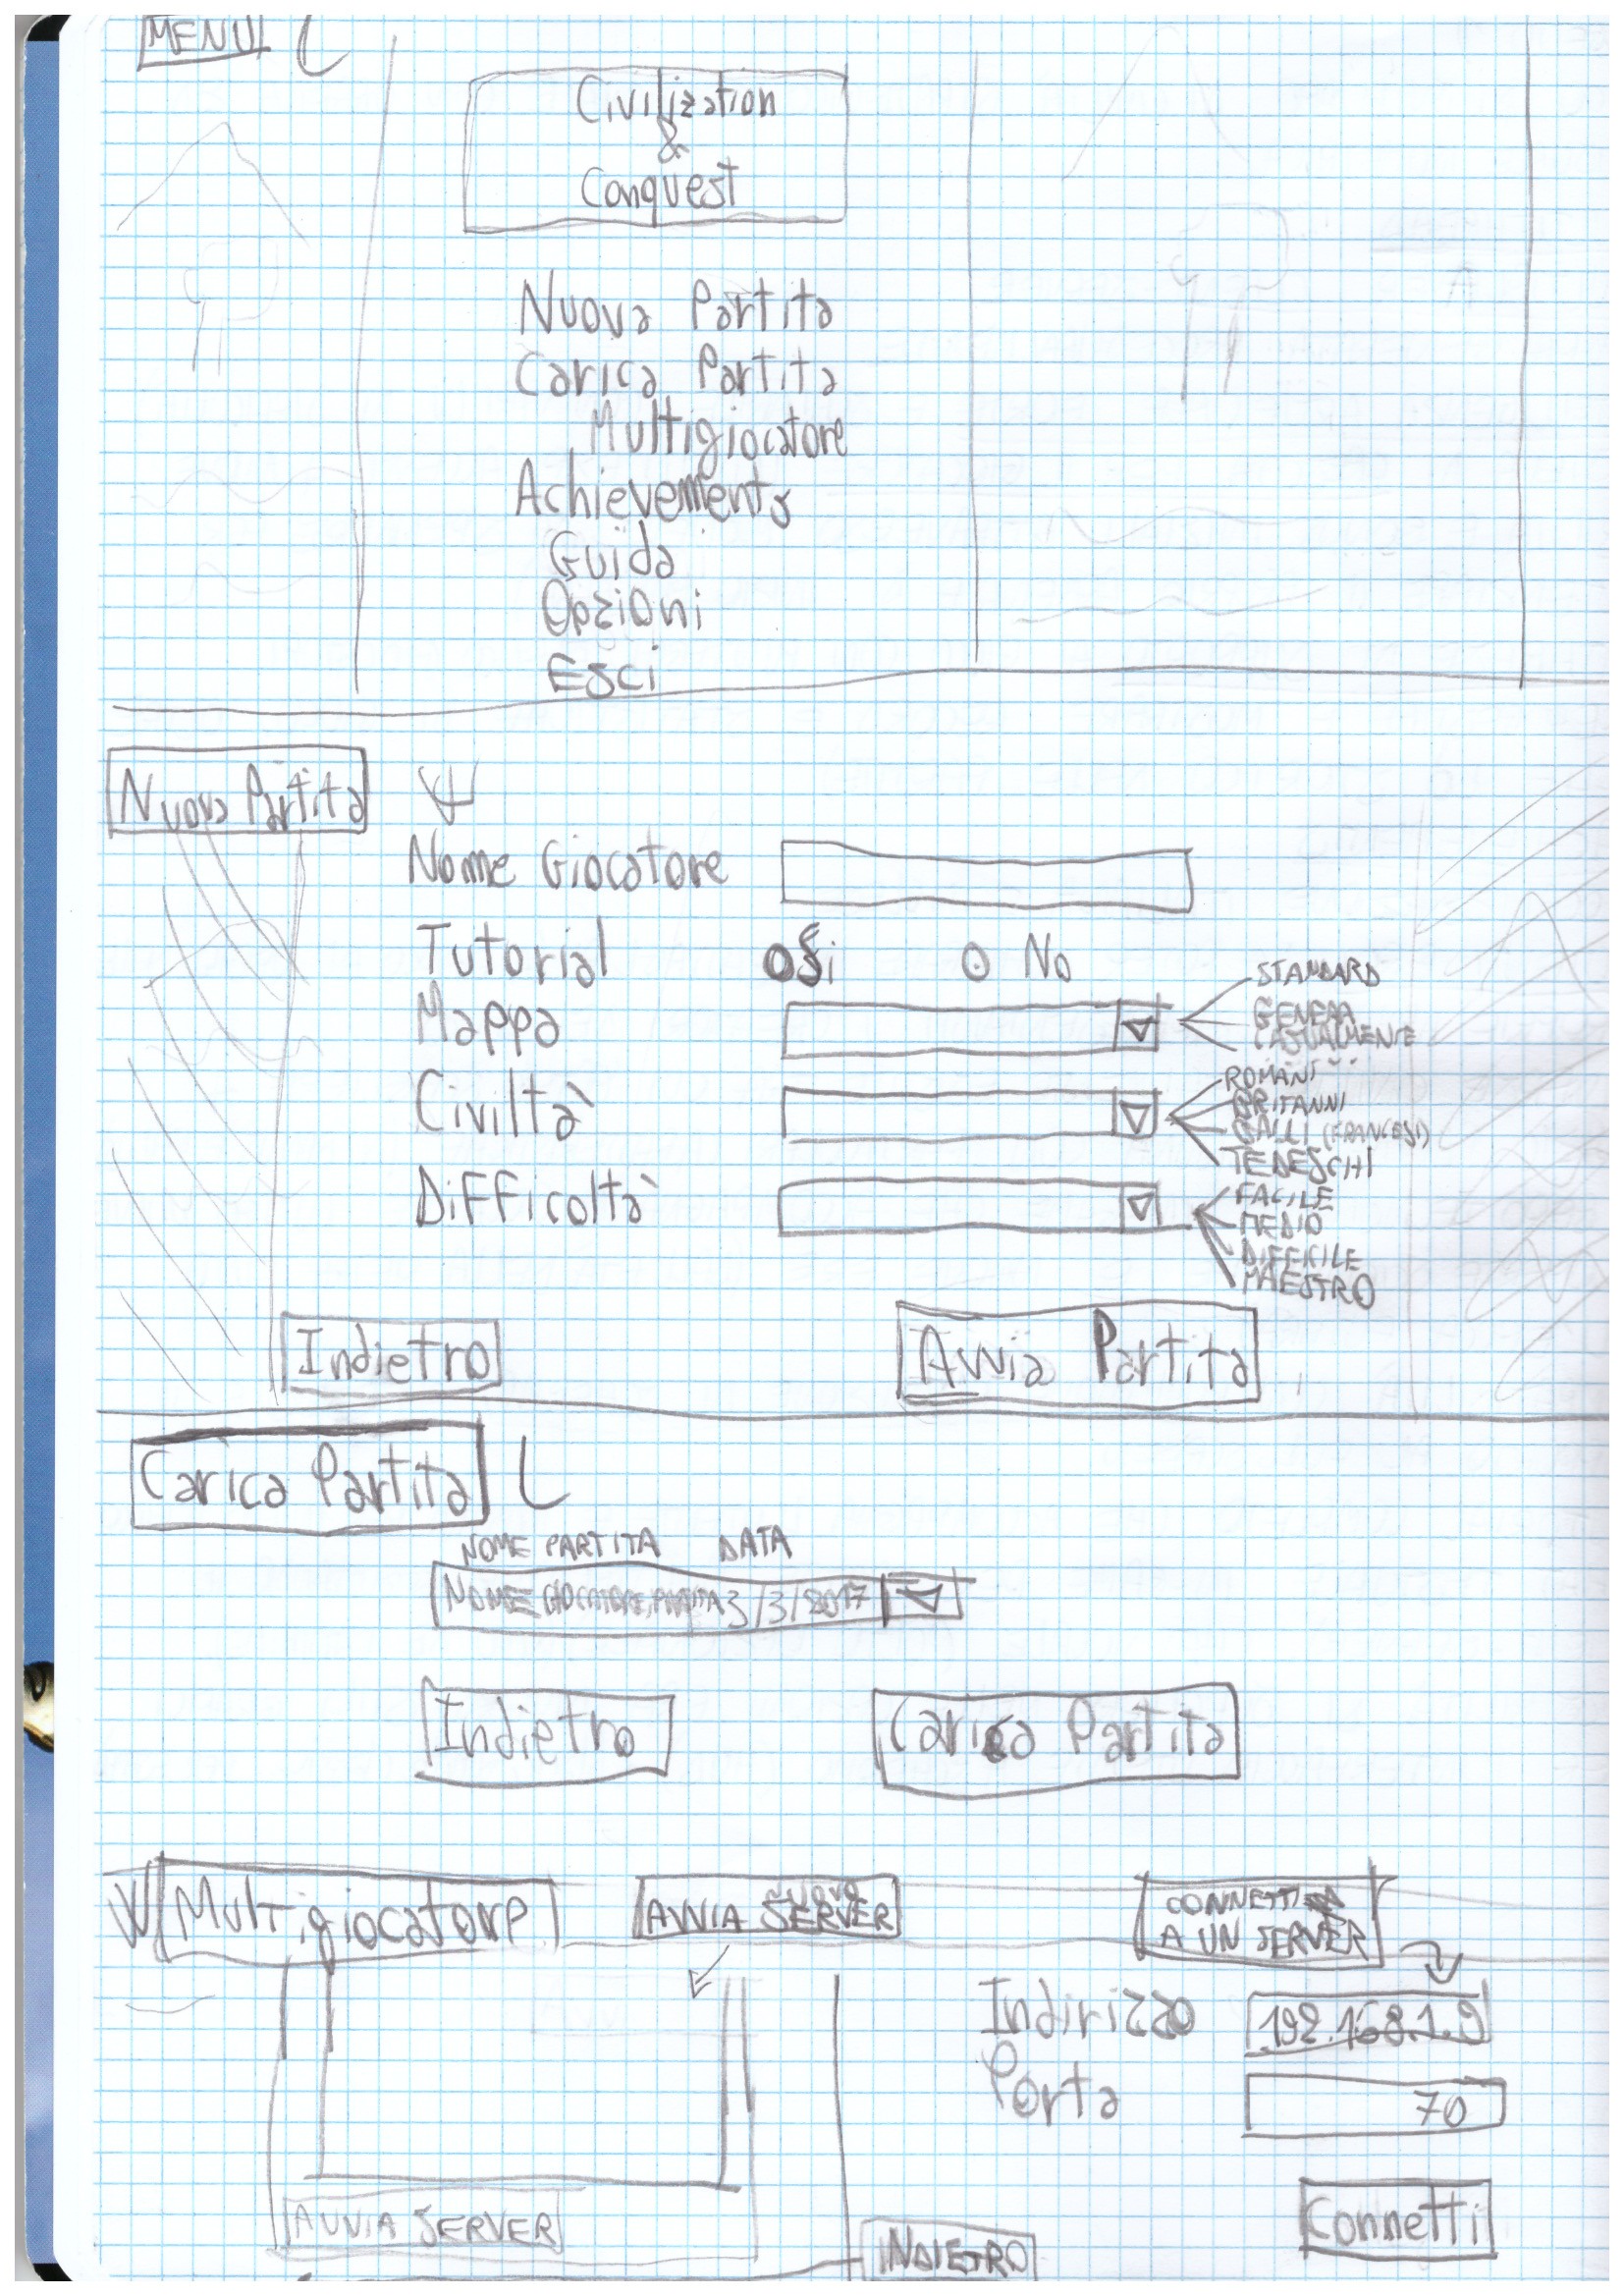 MENU
Civilization
&
Conquest
Nuova Partita
Carica Partita
Multigiocatore
Achievements
Guida
Opzioni
Esci
Nuova Partita
Nome Giocatore
Tutorial Si No
Mappa
STANDARD
GENERA
CASUALMENTE
Civiltà
ROMANI
BRITANNI
GALLI (FRANCESI)
TEDESCHI
Difficoltà
FACILE
MEDIO
DIFFICILE
MAESTRO
Indietro Avvia Partita
Carica Partita
NOME PARTITA DATA
NOME GIOCATORE, PARTITA 3/3/2017
Indietro Carica Partita
Multigiocatore
AVVIA NUOVO SERVER
CONNETTI
A UN SERVER
Indirizzo 192.168.1.9
Porta 70
AVVIA SERVER
INDIETRO
Connetti